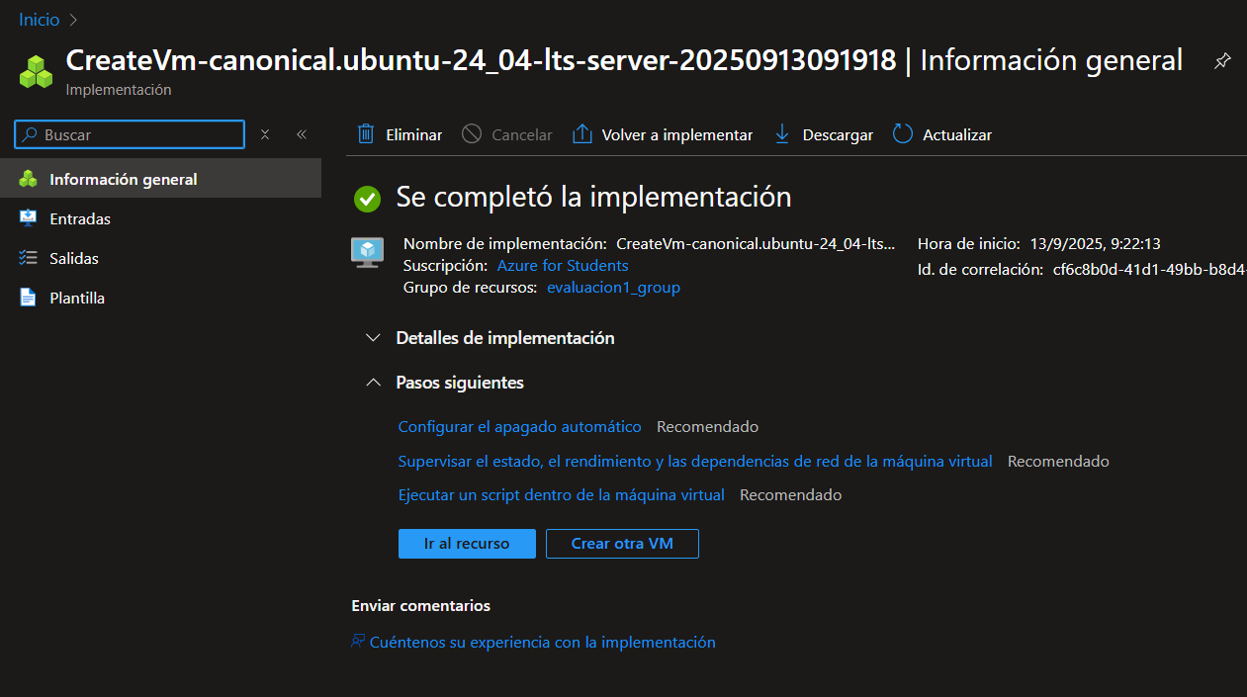 Inicio
CreateVm-canonical.ubuntu-24_04-lts-server-20250913091918 | Información general
Implementación
Buscar
Eliminar Cancelar Volver a implementar Descargar Actualizar
Información general
Entradas
Salidas
Plantilla
Se completó la implementación
Nombre de implementación: CreateVm-canonical.ubuntu-24_04-lts...
Suscripción: Azure for Students
Grupo de recursos: evaluacion1_group
Hora de inicio: 13/9/2025, 9:22:13
Id. de correlación: cf6c8b0d-41d1-49bb-b8d4-
Detalles de implementación
Pasos siguientes
Configurar el apagado automático Recomendado
Supervisar el estado, el rendimiento y las dependencias de red de la máquina virtual Recomendado
Ejecutar un script dentro de la máquina virtual Recomendado
Ir al recurso Crear otra VM
Enviar comentarios
Cuéntenos su experiencia con la implementación